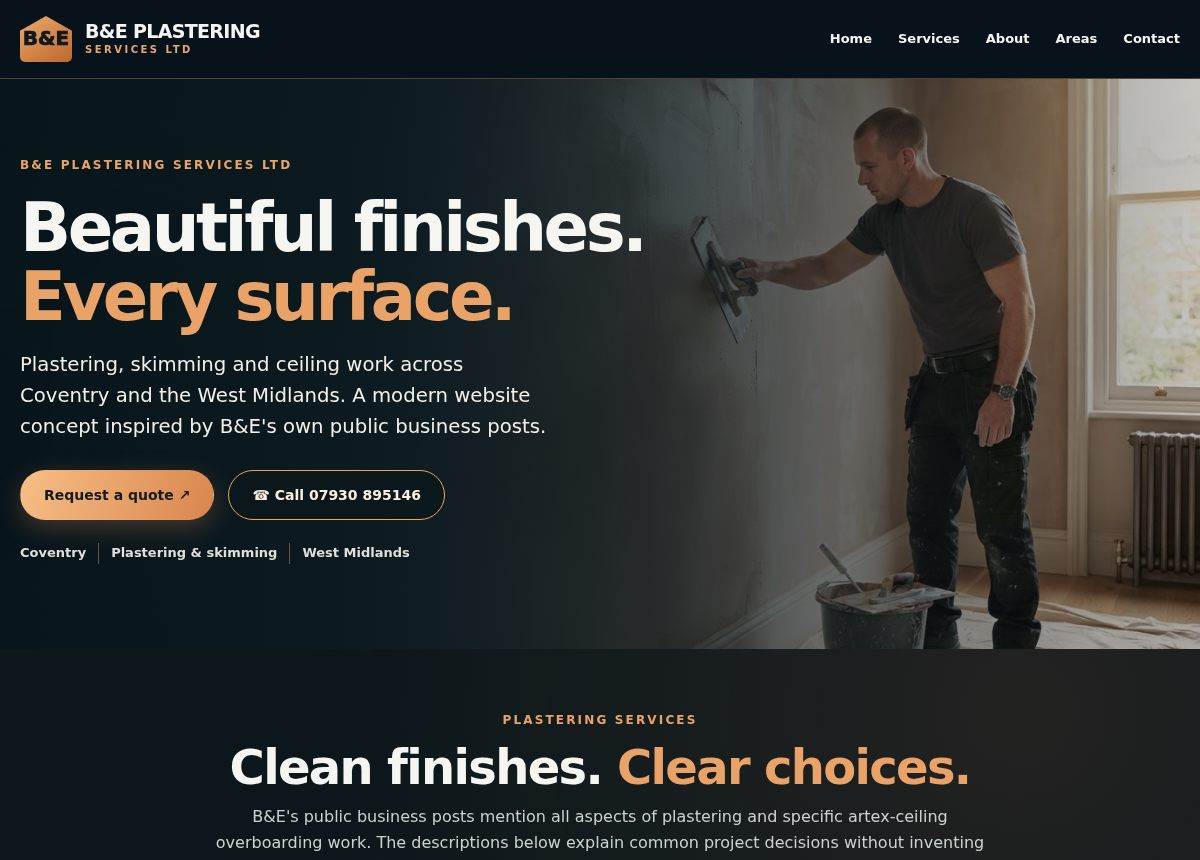 B&E
B&E PLASTERING
SERVICES LTD
Home Services About Areas Contact
B&E PLASTERING SERVICES LTD
Beautiful finishes.
Every surface.
Plastering, skimming and ceiling work across
Coventry and the West Midlands. A modern website
concept inspired by B&E's own public business posts.
Request a quote ↗ ☎ Call 07930 895146
Coventry Plastering & skimming West Midlands
PLASTERING SERVICES
Clean finishes. Clear choices.
B&E's public business posts mention all aspects of plastering and specific artex-ceiling
overboarding work. The descriptions below explain common project decisions without inventing